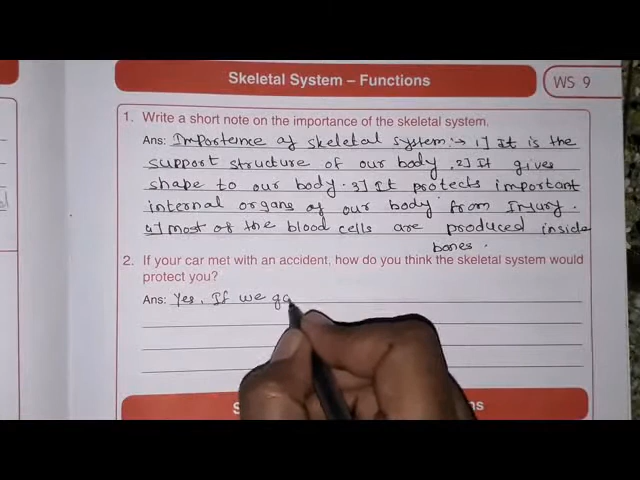 Skeletal System – Functions
WS 9
1. Write a short note on the importance of the skeletal system.
Ans: Importence of skeletal system :→ 1] It is the
support structure of our body. 2] It gives
shape to our body. 3] It protects important
internal organs of our body from Injury.
4] most of the blood cells are produced inside
bones.
2. If your car met with an accident, how do you think the skeletal system would
protect you?
Ans: Yes. If we go